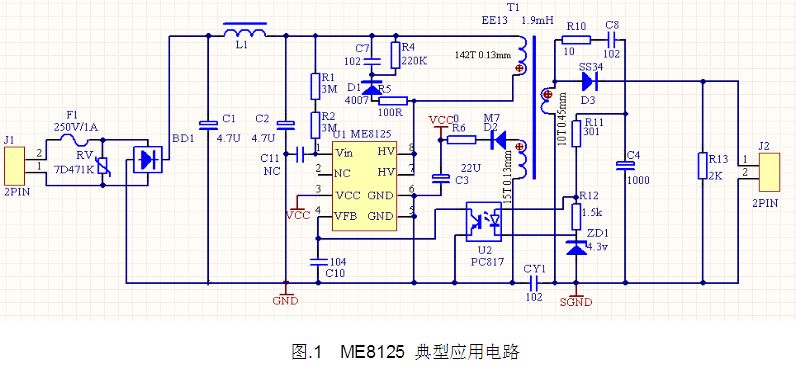 T1
EE13 1.9mH
142T 0.13mm
15T0.13mm
10T0.45mm
L1
C7
102
R4
220K
D1
4007
R5
100R
R1
3M
R2
3M
C1
4.7U
C2
4.7U
C11
NC
U1 ME8125
1 Vin HV 8
2 NC HV 7
3 VCC GND 6
4 VFB GND 5
VCC
104
C10
GND
J1
2
1
2PIN
F1
250V/1A
RV
7D471K
BD1
VCC
0
R6
M7
D2
22U
C3
U2
PC817
CY1
102
SGND
R10
10
C8
102
SS34
D3
R11
301
R12
1.5k
ZD1
4.3v
C4
1000
R13
2K
J2
1
2
2PIN
图.1 ME8125 典型应用电路